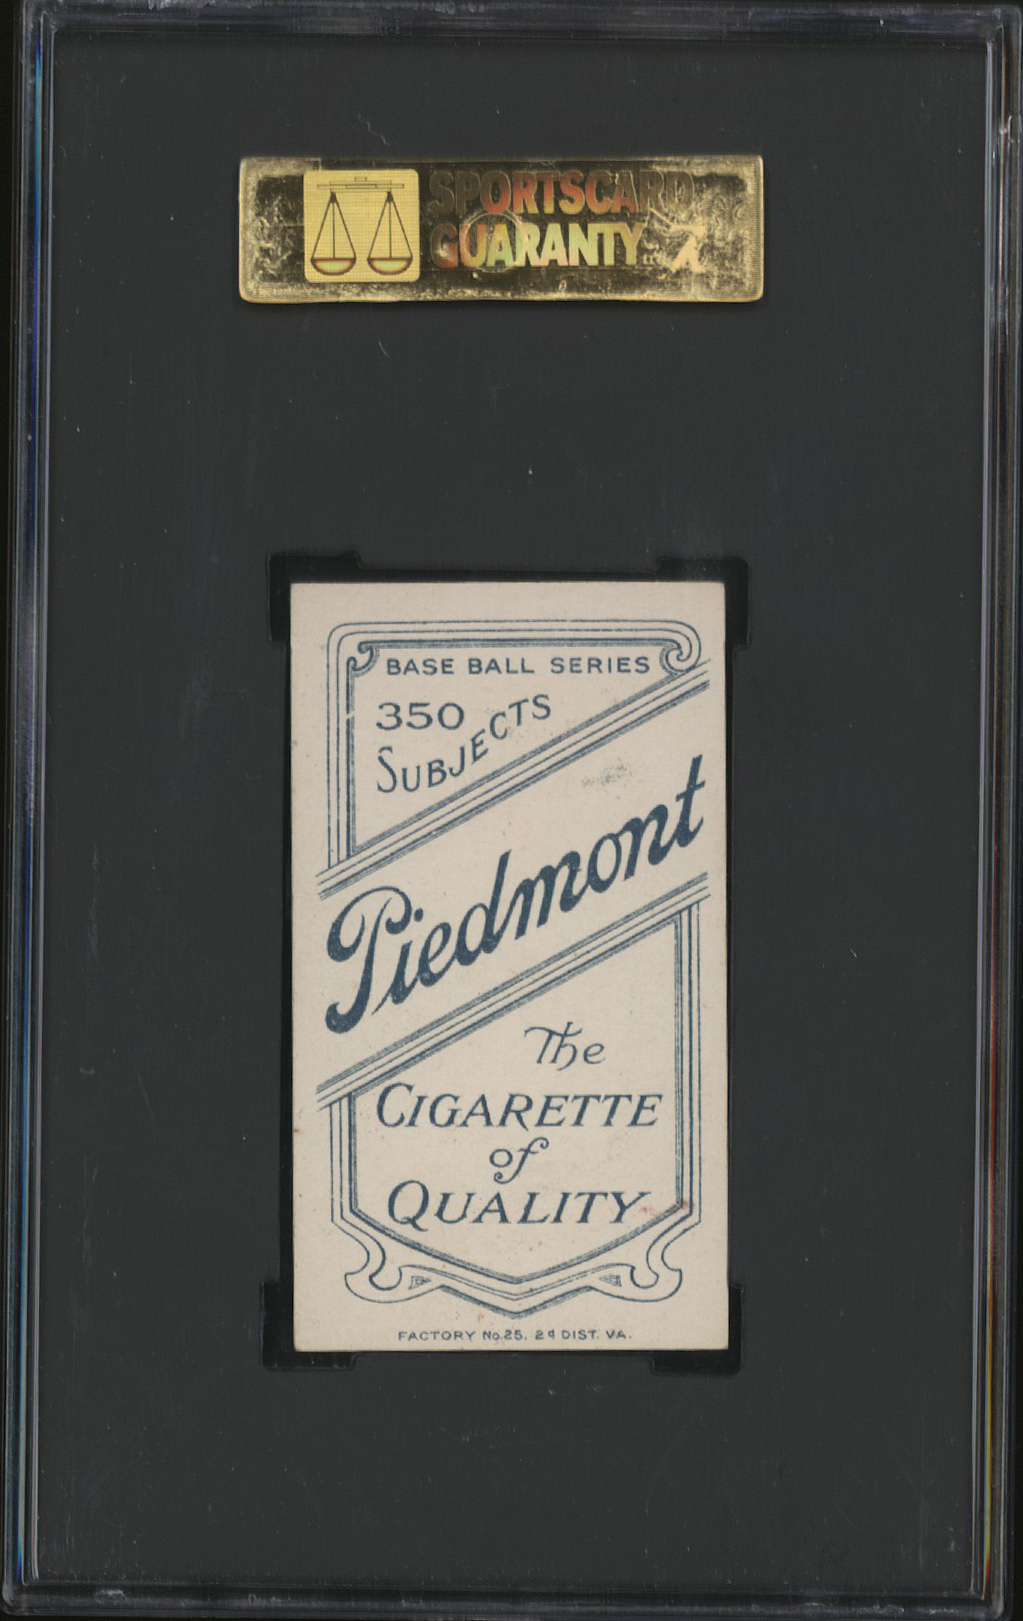 SPORTSCARD
GUARANTY
BASE BALL SERIES
350
SUBJECTS
Piedmont
The
CIGARETTE
of
QUALITY
FACTORY No. 25. 2d DIST. VA.